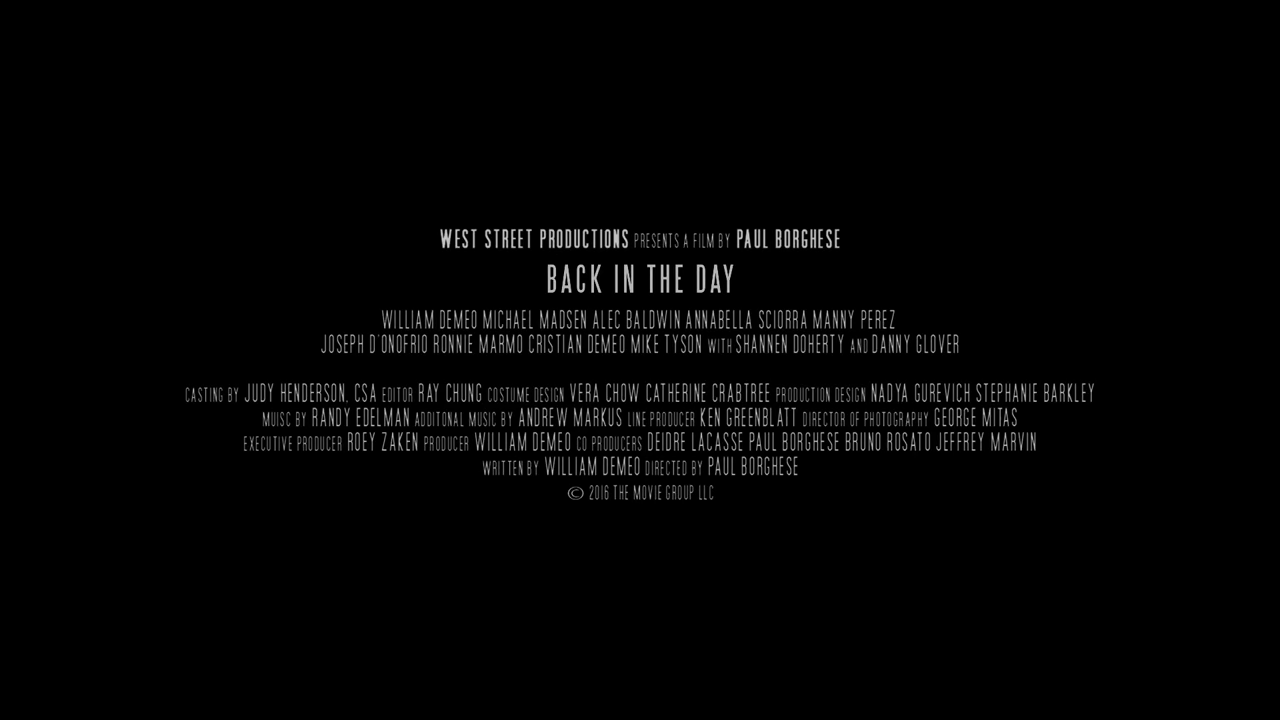 WEST STREET PRODUCTIONS PRESENTS A FILM BY PAUL BORGHESE
BACK IN THE DAY
WILLIAM DEMEO MICHAEL MADSEN ALEC BALDWIN ANNABELLA SCIORRA MANNY PEREZ
JOSEPH D'ONOFRIO RONNIE MARMO CRISTIAN DEMEO MIKE TYSON WITH SHANNEN DOHERTY AND DANNY GLOVER
CASTING BY JUDY HENDERSON, CSA EDITOR RAY CHUNG COSTUME DESIGN VERA CHOW CATHERINE CRABTREE PRODUCTION DESIGN NADYA GUREVICH STEPHANIE BARKLEY
MUISC BY RANDY EDELMAN ADDITONAL MUSIC BY ANDREW MARKUS LINE PRODUCER KEN GREENBLATT DIRECTOR OF PHOTOGRAPHY GEORGE MITAS
EXECUTIVE PRODUCER ROEY ZAKEN PRODUCER WILLIAM DEMEO CO PRODUCERS DEIDRE LACASSE PAUL BORGHESE BRUNO ROSATO JEFFREY MARVIN
WRITTEN BY WILLIAM DEMEO DIRECTED BY PAUL BORGHESE
© 2016 THE MOVIE GROUP LLC